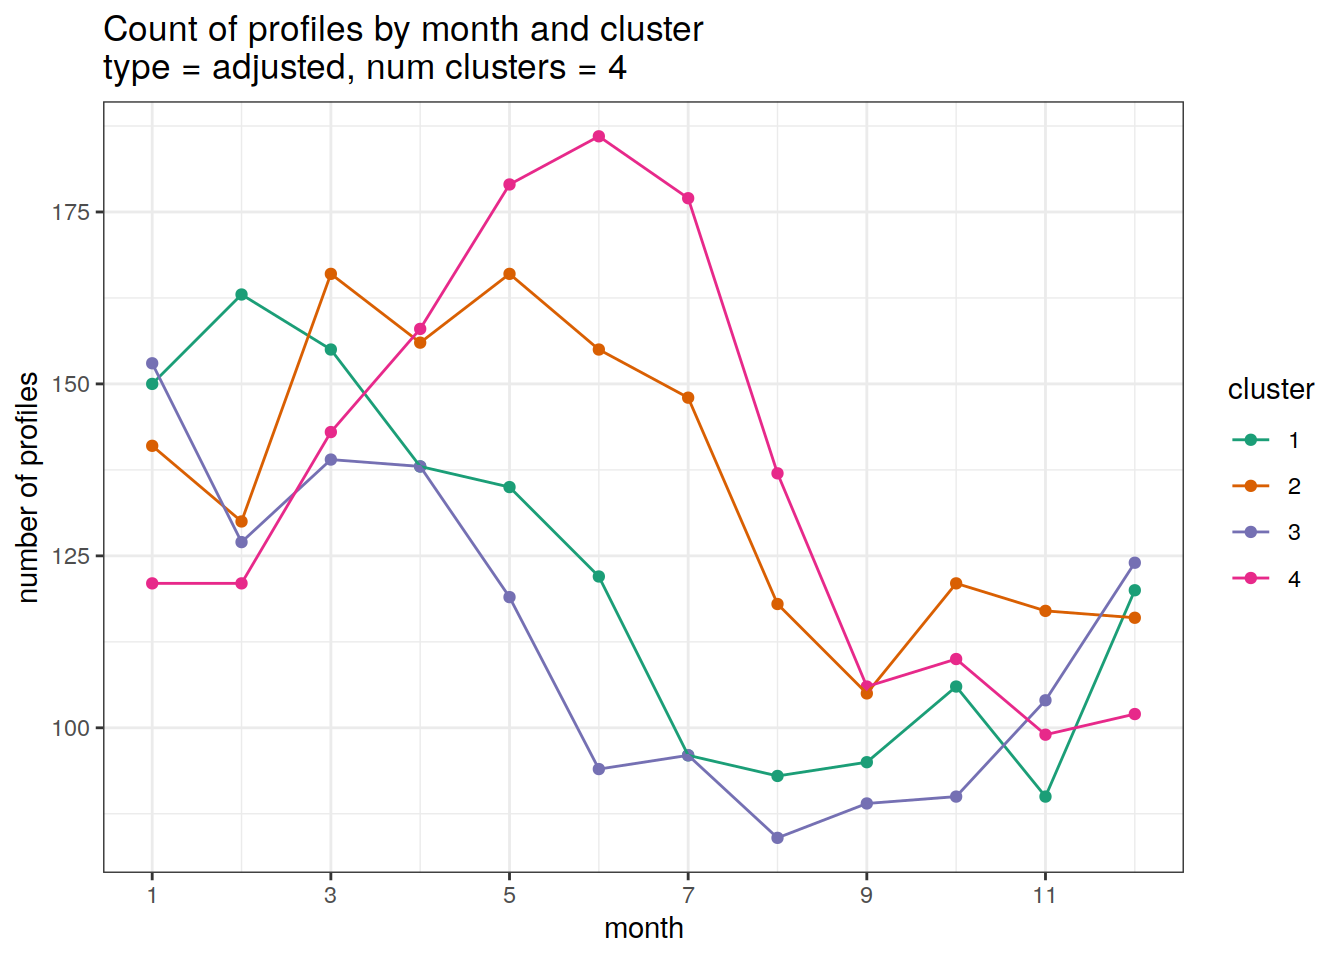 Count of profiles by month and cluster
type = adjusted, num clusters = 4
number of profiles
175
150
125
100
1
3
5
7
9
11
month
cluster
1
2
3
4